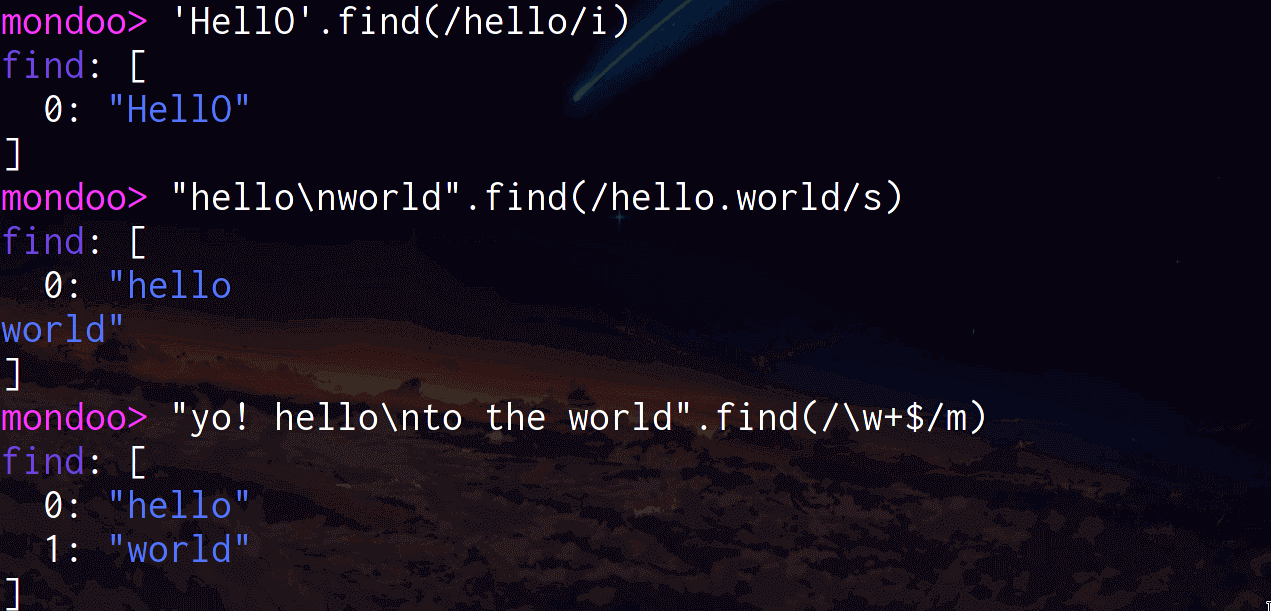 mondoo> 'HellO'.find(/hello/i)
find: [
  0: "HellO"
]
mondoo> "hello\nworld".find(/hello.world/s)
find: [
  0: "hello
world"
]
mondoo> "yo! hello\nto the world".find(/\w+$/m)
find: [
  0: "hello"
  1: "world"
]